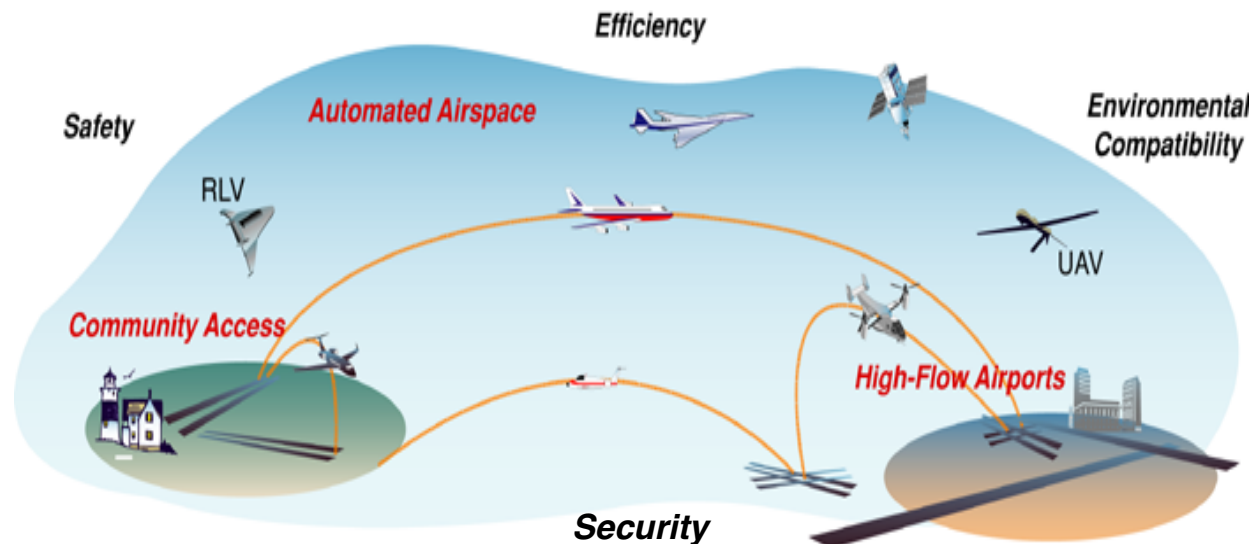 Efficiency
Safety
Automated Airspace
Environmental
Compatibility
RLV
UAV
Community Access
High-Flow Airports
Security